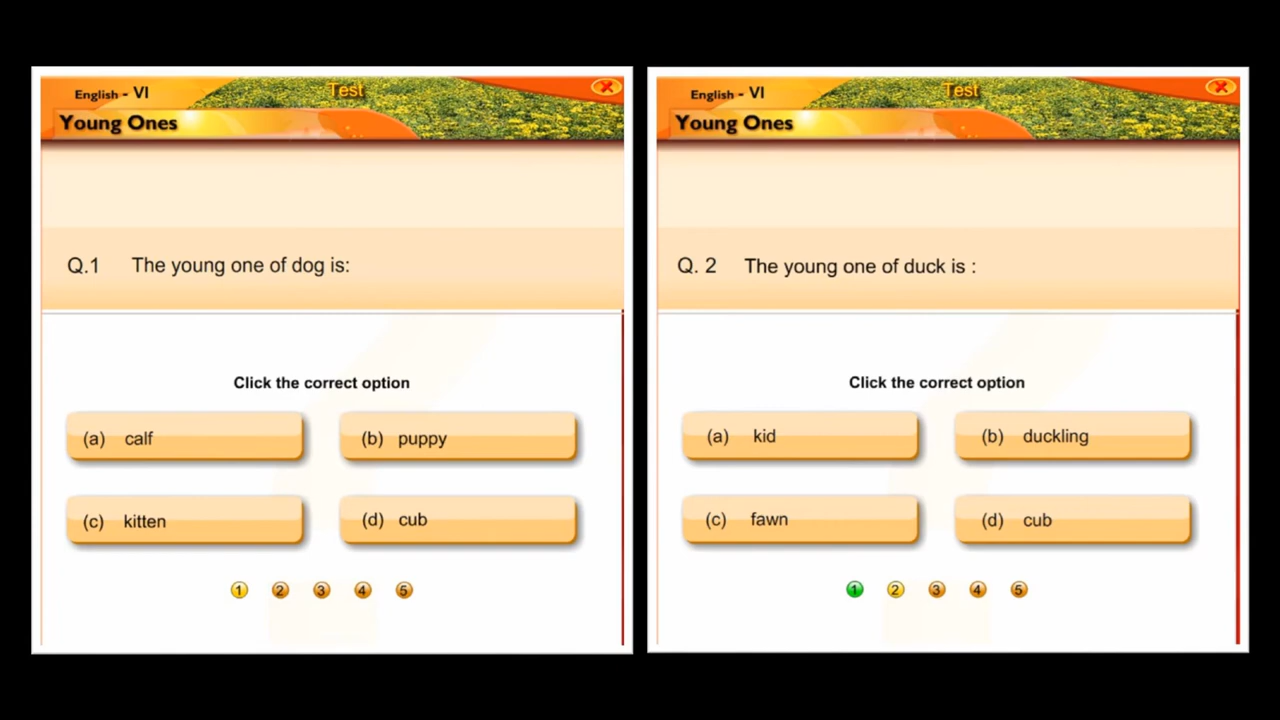 English - VI
Test
Young Ones
Q.1 The young one of dog is:
Click the correct option
(a) calf
(b) puppy
(c) kitten
(d) cub
1 2 3 4 5
English - VI
Test
Young Ones
Q. 2 The young one of duck is :
Click the correct option
(a) kid
(b) duckling
(c) fawn
(d) cub
1 2 3 4 5